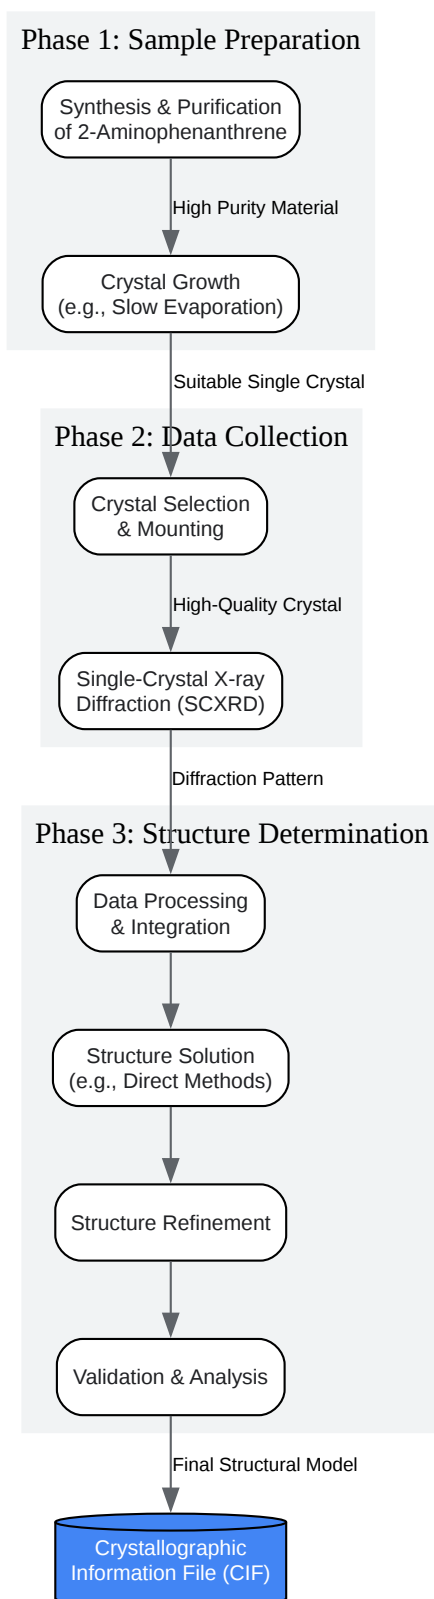 Phase 1: Sample Preparation
Synthesis & Purification
of 2-Aminophenanthrene
High Purity Material
Crystal Growth
(e.g., Slow Evaporation)
Suitable Single Crystal
Phase 2: Data Collection
Crystal Selection
& Mounting
High-Quality Crystal
Single-Crystal X-ray
Diffraction (SCXRD)
Diffraction Pattern
Phase 3: Structure Determination
Data Processing
& Integration
Structure Solution
(e.g., Direct Methods)
Structure Refinement
Validation & Analysis
Final Structural Model
Crystallographic
Information File (CIF)